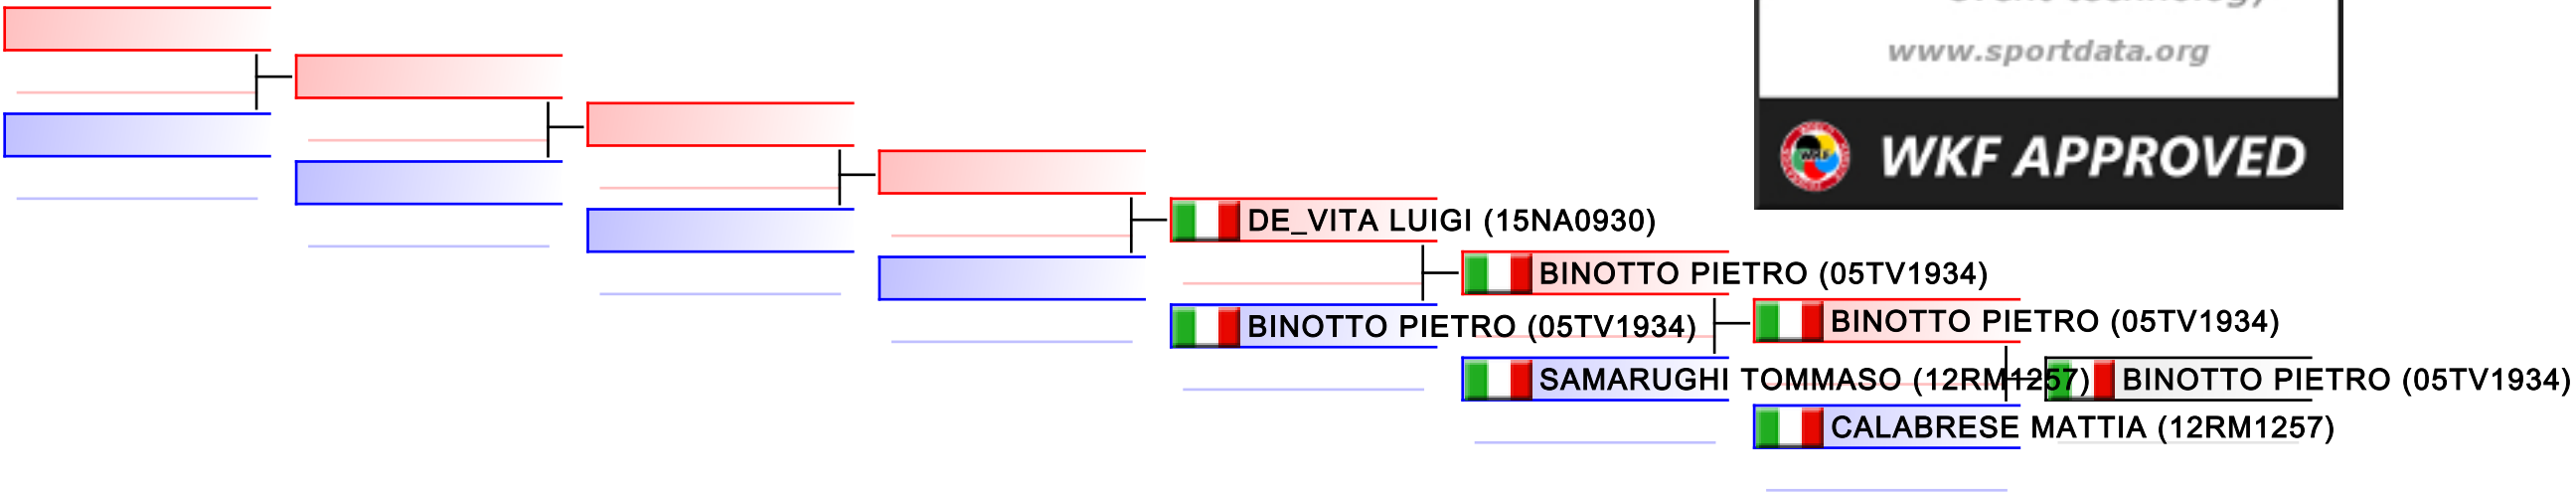 www.sportdata.org
WKF APPROVED
DE_VITA LUIGI (15NA0930)
BINOTTO PIETRO (05TV1934)
BINOTTO PIETRO (05TV1934)
BINOTTO PIETRO (05TV1934)
SAMARUGHI TOMMASO (12RM1257)
BINOTTO PIETRO (05TV1934)
CALABRESE MATTIA (12RM1257)